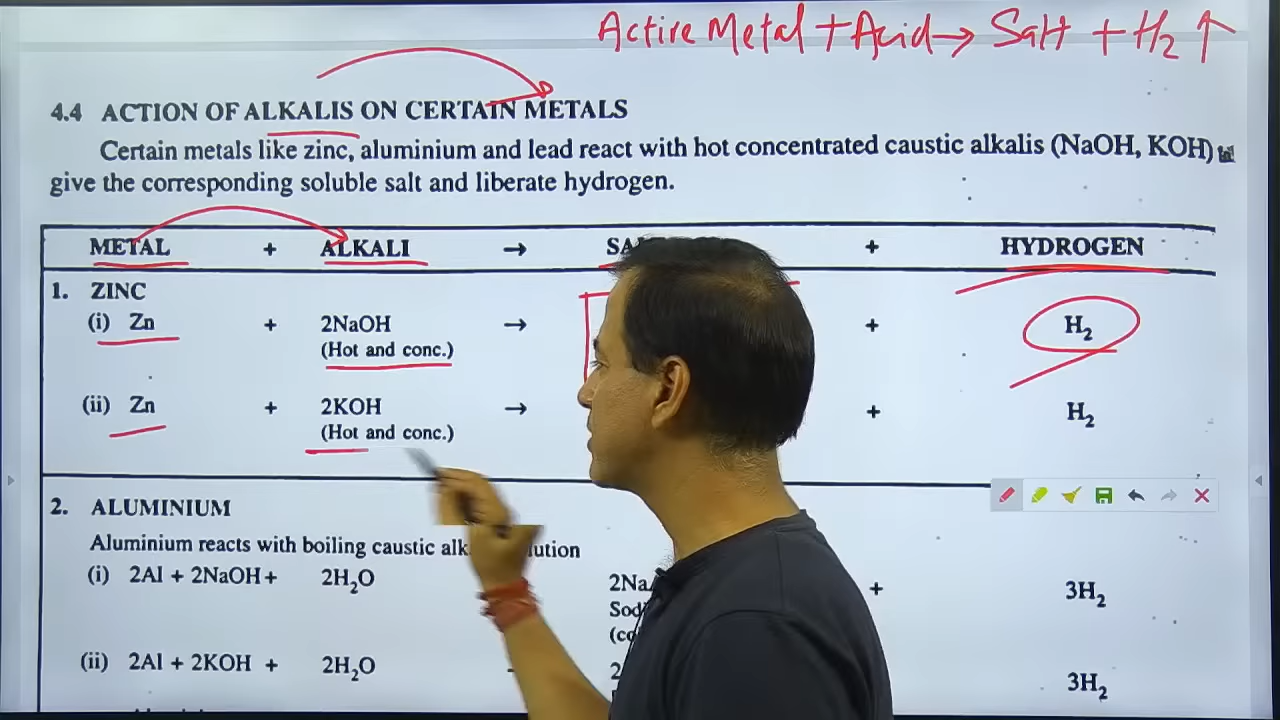 Active Metal + Acid → Salt + H₂ ↑
4.4 ACTION OF ALKALIS ON CERTAIN METALS
Certain metals like zinc, aluminium and lead react with hot concentrated caustic alkalis (NaOH, KOH) to
give the corresponding soluble salt and liberate hydrogen.
METAL + ALKALI → + HYDROGEN
1. ZINC
(i) Zn + 2NaOH → + H₂
(Hot and conc.)
(ii) Zn + 2KOH → + H₂
(Hot and conc.)
2. ALUMINIUM
Aluminium reacts with boiling caustic
(i) 2Al + 2NaOH + 2H₂O + 3H₂
(ii) 2Al + 2KOH + 2H₂O 3H₂